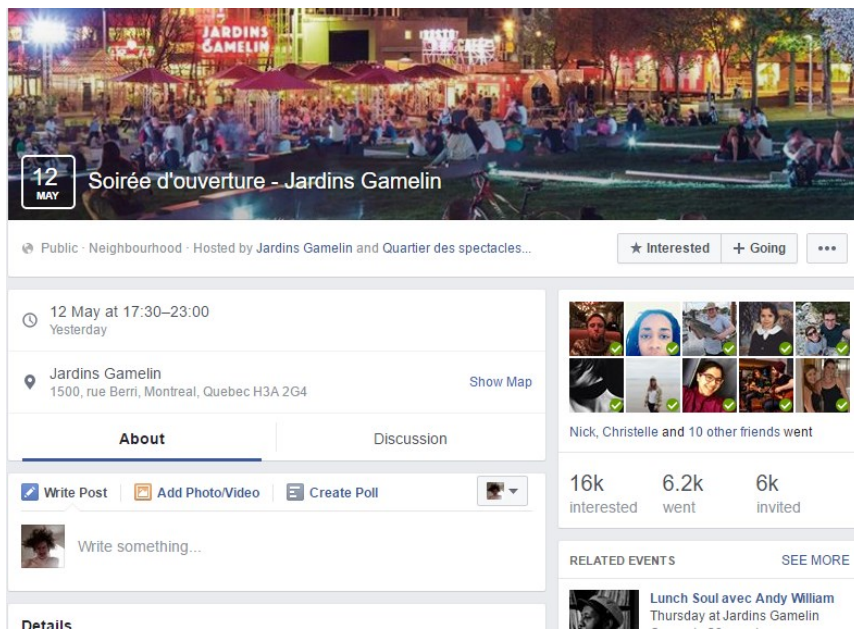 JARDINS
GAMELIN
12
MAY
Soirée d'ouverture - Jardins Gamelin
Public · Neighbourhood · Hosted by Jardins Gamelin and Quartier des spectacles...
★ Interested
+ Going
12 May at 17:30–23:00
Yesterday
Jardins Gamelin
1500, rue Berri, Montreal, Quebec H3A 2G4
Show Map
About
Discussion
Write Post
Add Photo/Video
Create Poll
Write something...
Details
Nick, Christelle and 10 other friends went
16k 6.2k 6k
interested went invited
RELATED EVENTS SEE MORE
Lunch Soul avec Andy William
Thursday at Jardins Gamelin